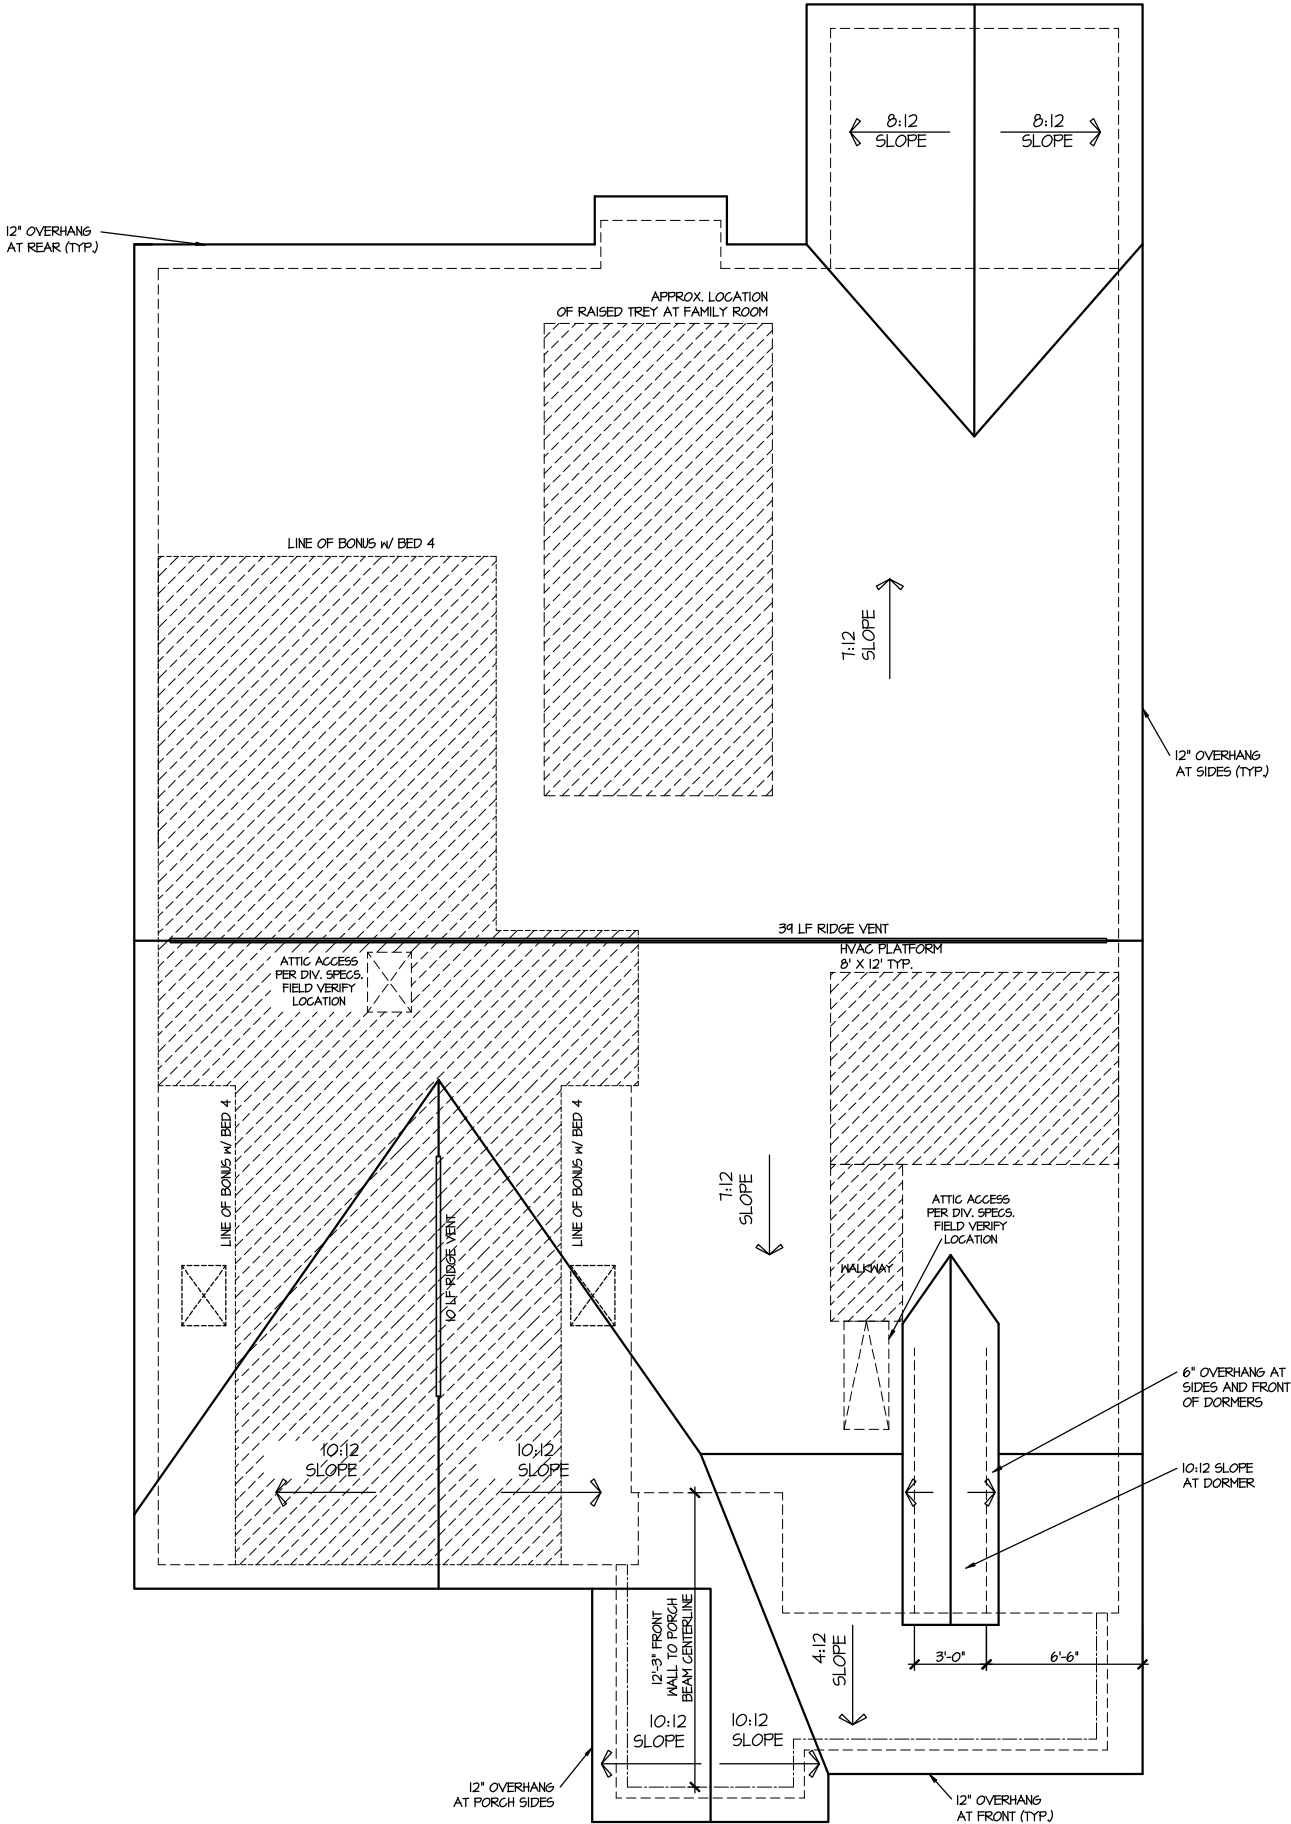 8:12
SLOPE
8:12
SLOPE
12" OVERHANG
AT REAR (TYP.)
APPROX. LOCATION
OF RAISED TREY AT FAMILY ROOM
LINE OF BONUS W/ BED 4
7:12
SLOPE
12" OVERHANG
AT SIDES (TYP.)
39 LF RIDGE VENT
HVAC PLATFORM
8' X 12' TYP.
ATTIC ACCESS
PER DIV. SPECS.
FIELD VERIFY
LOCATION
LINE OF BONUS W/ BED 4
LINE OF BONUS W/ BED 4
10 LF RIDGE VENT
7:12
SLOPE
ATTIC ACCESS
PER DIV. SPECS.
FIELD VERIFY
LOCATION
WALKWAY
6" OVERHANG AT
SIDES AND FRONT
OF DORMERS
10:12
SLOPE
10:12
SLOPE
10:12 SLOPE
AT DORMER
12'-3" FRONT
WALL TO PORCH
BEAM CENTERLINE
4:12
SLOPE
3'-0"
6'-6"
10:12
SLOPE
10:12
SLOPE
12" OVERHANG
AT PORCH SIDES
12" OVERHANG
AT FRONT (TYP.)